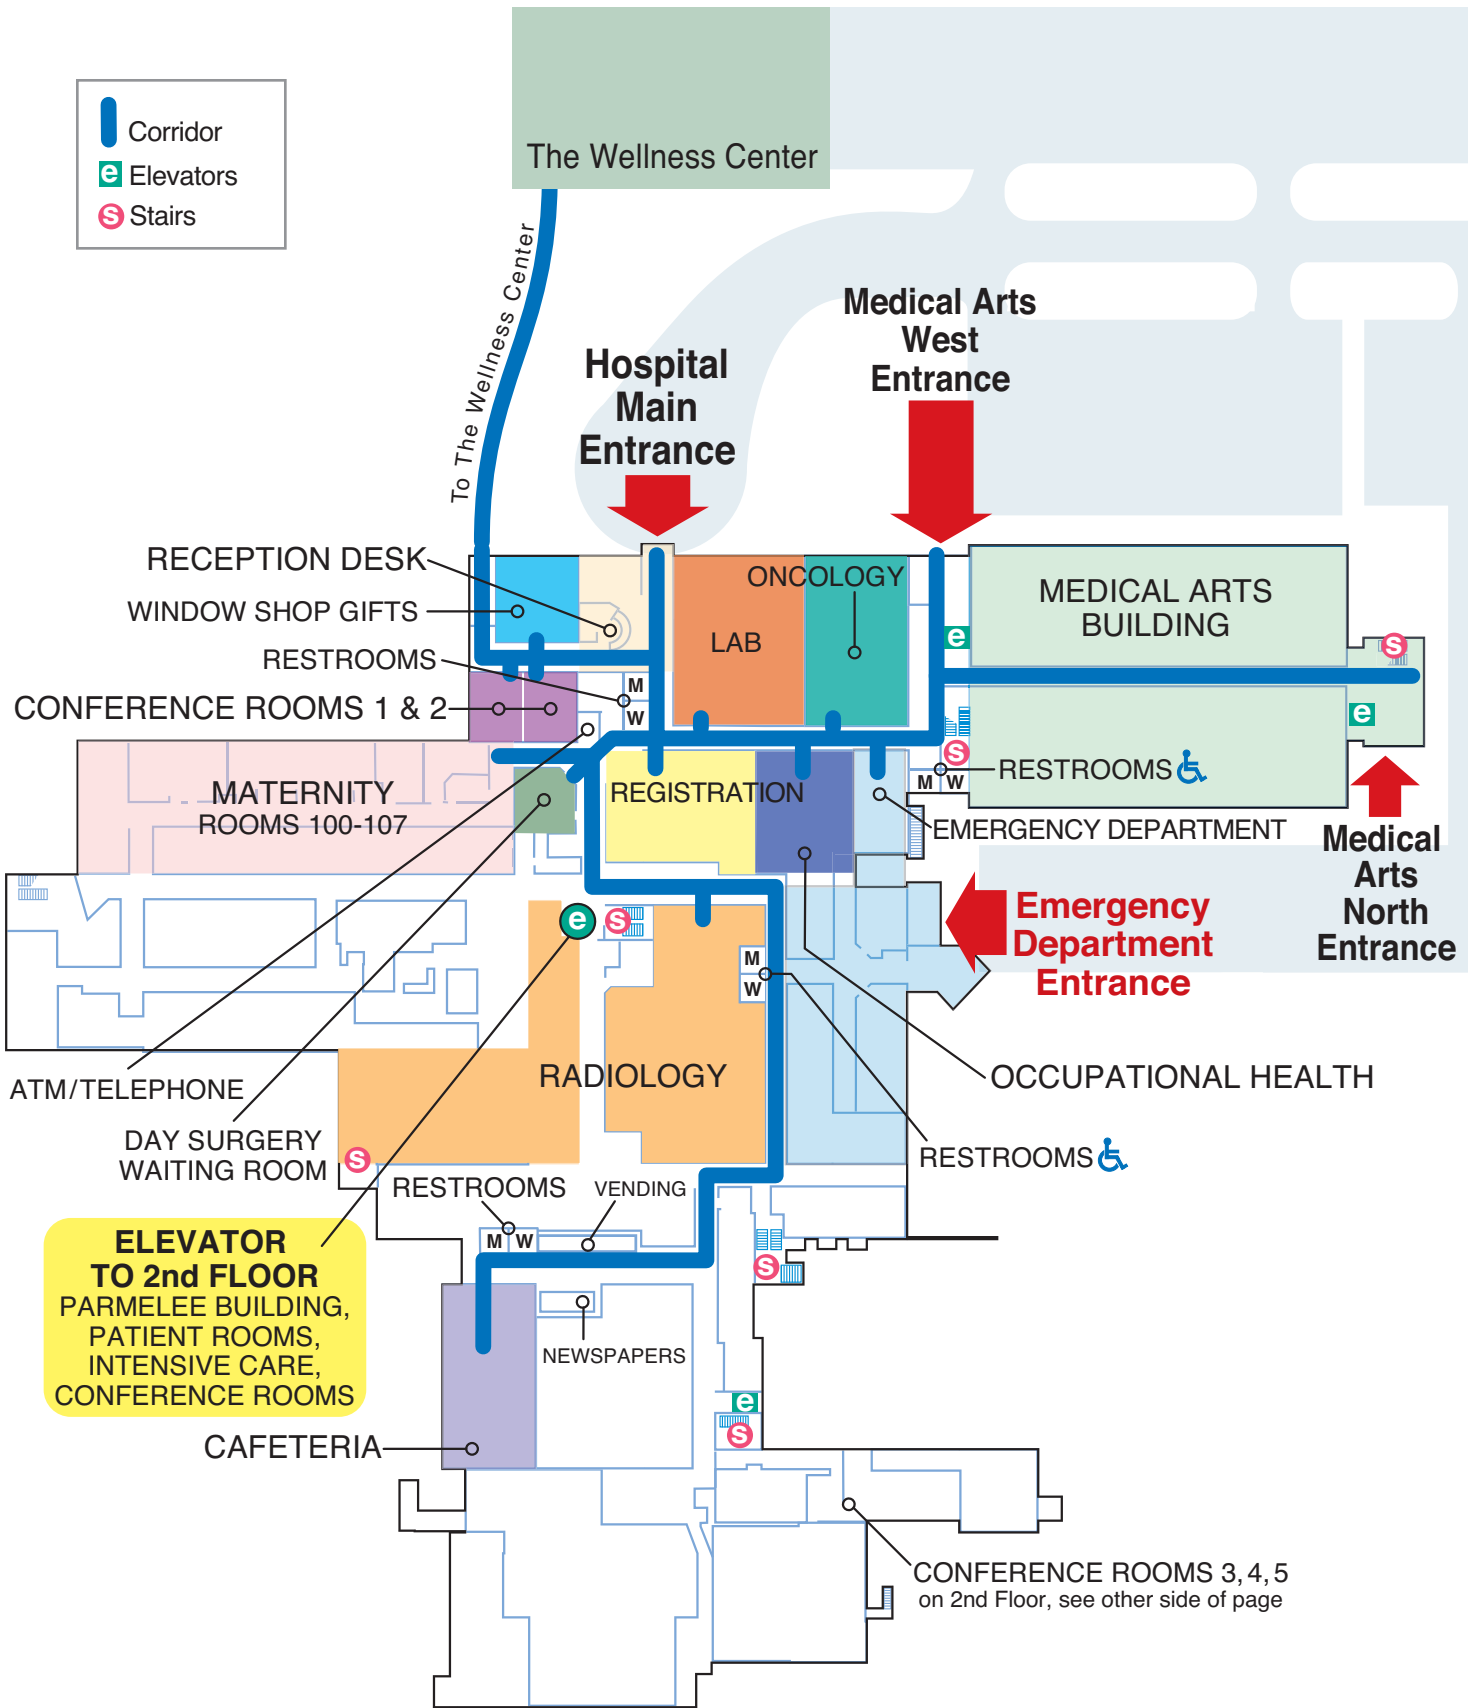 The Wellness Center
Corridor
e Elevators
S Stairs
To The Wellness Center
Medical Arts
West
Entrance
Hospital
Main
Entrance
RECEPTION DESK
WINDOW SHOP GIFTS
RESTROOMS
CONFERENCE ROOMS 1 & 2
M
W
LAB
ONCOLOGY
e
MEDICAL ARTS
BUILDING
S
e
S
RESTROOMS
M W
MATERNITY
ROOMS 100-107
REGISTRATION
EMERGENCY DEPARTMENT
Medical
Arts
North
Entrance
Emergency
Department
Entrance
e
S
M
W
RADIOLOGY
OCCUPATIONAL HEALTH
ATM/TELEPHONE
DAY SURGERY
WAITING ROOM
S
RESTROOMS
RESTROOMS
VENDING
M W
ELEVATOR
TO 2nd FLOOR
PARMELEE BUILDING,
PATIENT ROOMS,
INTENSIVE CARE,
CONFERENCE ROOMS
S
NEWSPAPERS
e
S
CAFETERIA
CONFERENCE ROOMS 3, 4, 5
on 2nd Floor, see other side of page